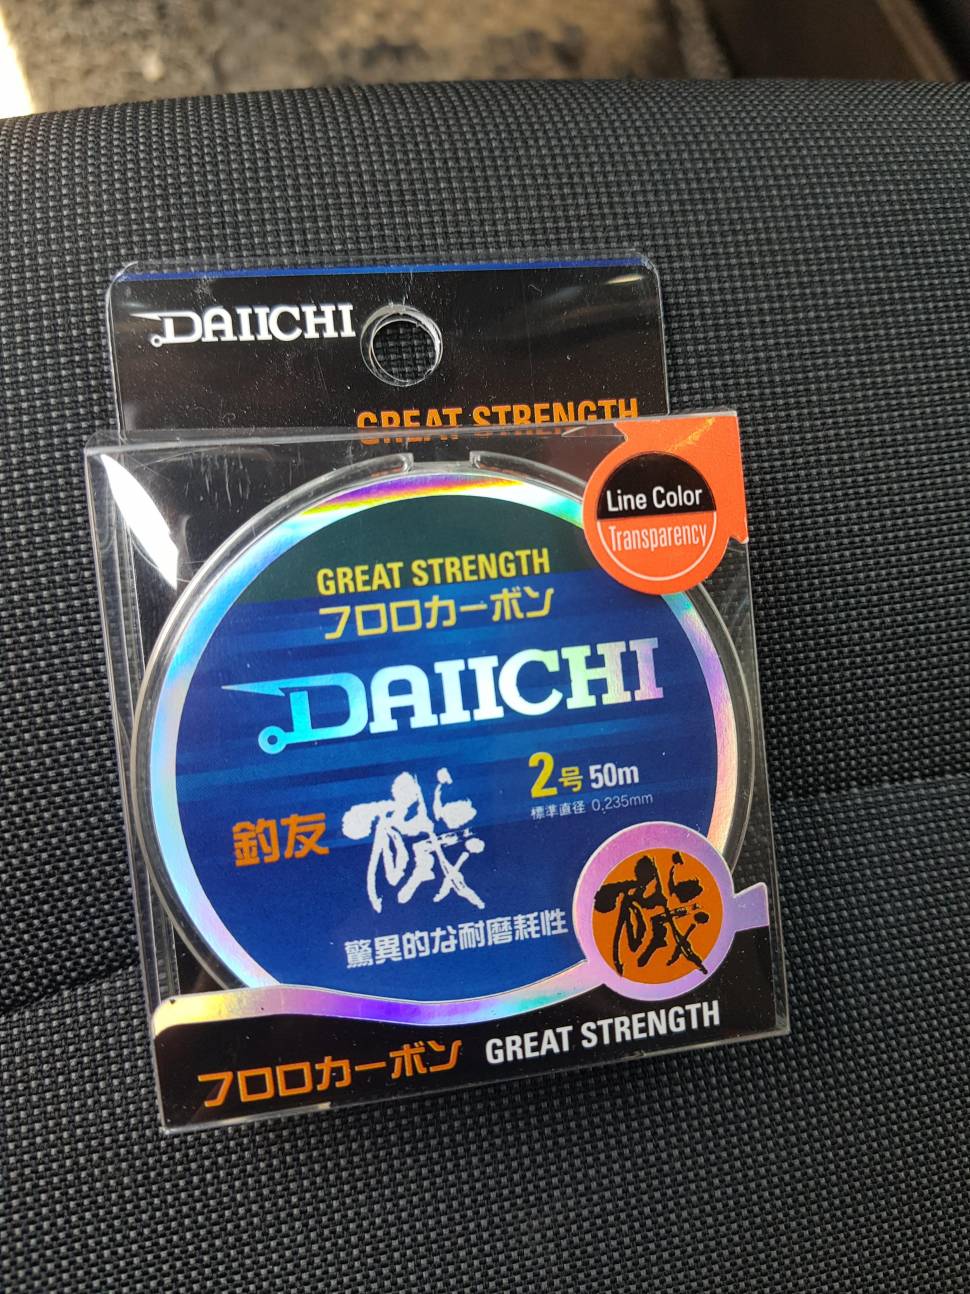 DAIICHI
GREAT STRENGTH
Line Color
Transparency
GREAT STRENGTH
フロロカーボン
DAIICHI
2号 50m
標準直径 0.235mm
釣友
磯
磯
驚異的な耐磨耗性
フロロカーボン GREAT STRENGTH